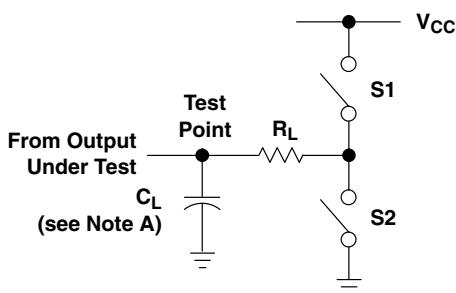 VCC
S1
Test
Point
RL
From Output
Under Test
CL
(see Note A)
S2